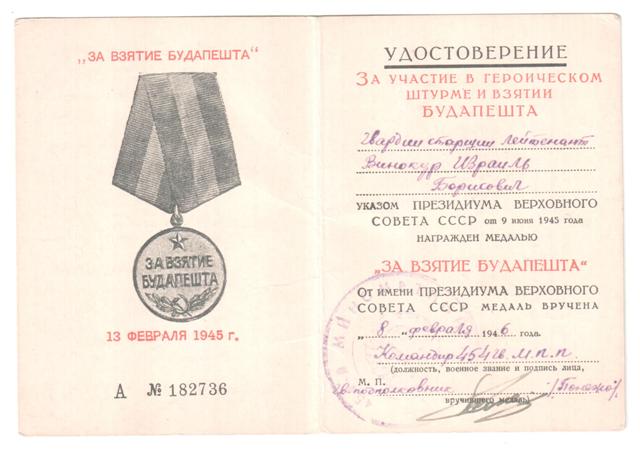 „ЗА ВЗЯТИЕ БУДАПЕШТА“
ЗА ВЗЯТИЕ
БУДАПЕШТА
13 ФЕВРАЛЯ 1945 г.
А № 182736
УДОСТОВЕРЕНИЕ
ЗА УЧАСТИЕ В ГЕРОИЧЕСКОМ
ШТУРМЕ И ВЗЯТИИ
БУДАПЕШТА
Гвардии старший лейтенант
Винокур Израиль
Борисович
УКАЗОМ ПРЕЗИДИУМА ВЕРХОВНОГО
СОВЕТА СССР от 9 июня 1945 года
НАГРАЖДЕН МЕДАЛЬЮ
„ЗА ВЗЯТИЕ БУДАПЕШТА“
От имени ПРЕЗИДИУМА ВЕРХОВНОГО
СОВЕТА СССР МЕДАЛЬ ВРУЧЕНА
„8„ февраля 1946 года.
Командир 454 гв. М.П.П.
(должность, военное звание и подпись лица,
М. П.
гв. подполковник
вручившего медаль)